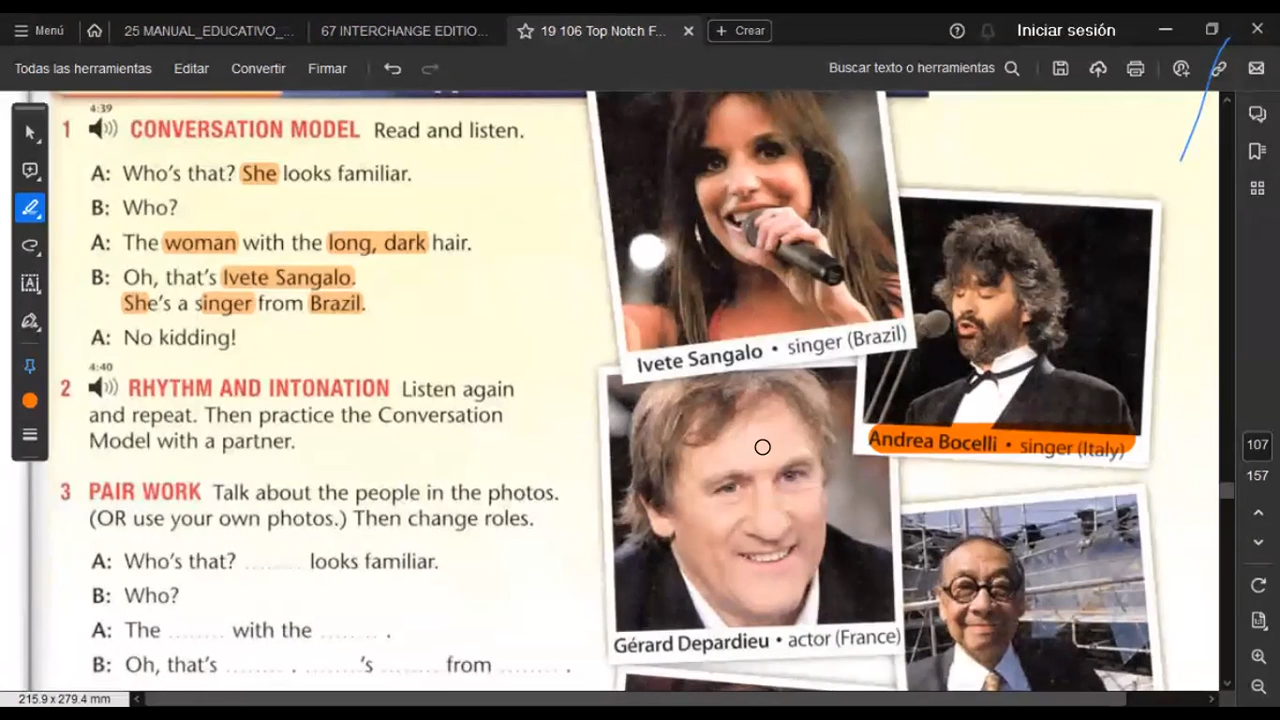 Menú
25 MANUAL_EDUCATIVO_...
67 INTERCHANGE EDITIO...
19 106 Top Notch F...
Crear
Iniciar sesión
Todas las herramientas
Editar
Convertir
Firmar
Buscar texto o herramientas
4:39
1 CONVERSATION MODEL Read and listen.
A: Who's that? She looks familiar.
B: Who?
A: The woman with the long, dark hair.
B: Oh, that's Ivete Sangalo.
She's a singer from Brazil.
A: No kidding!
4:40
2 RHYTHM AND INTONATION Listen again
and repeat. Then practice the Conversation
Model with a partner.
3 PAIR WORK Talk about the people in the photos.
(OR use your own photos.) Then change roles.
A: Who's that? ........ looks familiar.
B: Who?
A: The ........ with the ........ .
B: Oh, that's ........ . ........ 's ........ from ........ .
Ivete Sangalo • singer (Brazil)
Andrea Bocelli • singer (Italy)
Gérard Depardieu • actor (France)
107
157
215.9 x 279.4 mm